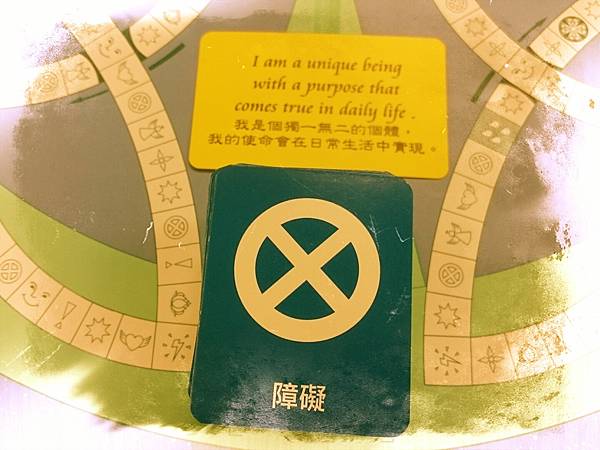 I am a unique being
with a purpose that
comes true in daily life .
我是個獨一無二的個體，
我的使命會在日常生活中實現。
障礙